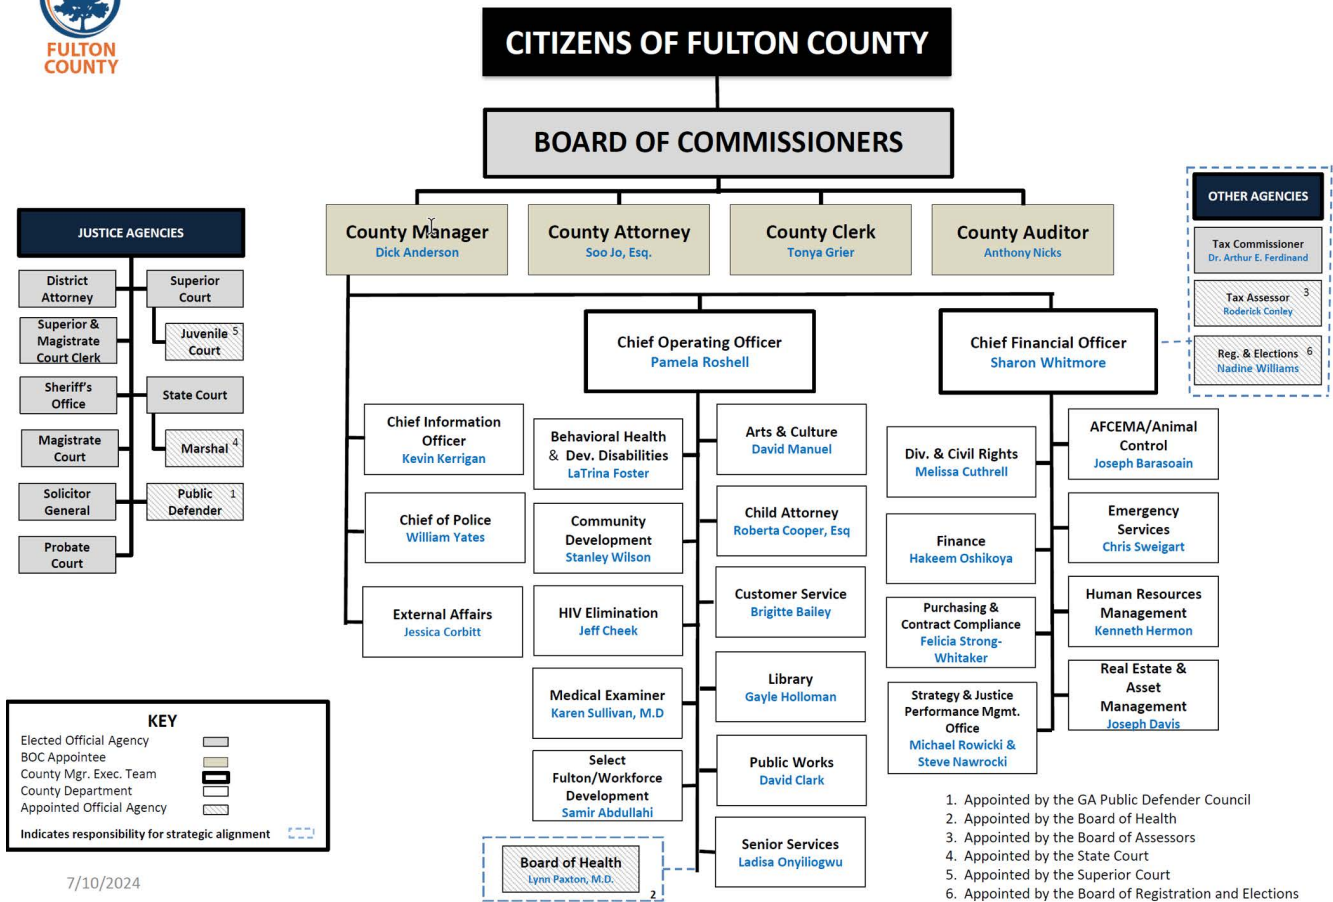 FULTON
COUNTY
CITIZENS OF FULTON COUNTY
BOARD OF COMMISSIONERS
County Manager
Dick Anderson
County Attorney
Soo Jo, Esq.
County Clerk
Tonya Grier
County Auditor
Anthony Nicks
JUSTICE AGENCIES
District
Attorney
Superior
Court
Superior &
Magistrate
Court Clerk
Juvenile 5
Court
Sheriff's
Office
State Court
Magistrate
Court
Marshal 4
Solicitor
General
Public 1
Defender
Probate
Court
OTHER AGENCIES
Tax Commissioner
Dr. Arthur E. Ferdinand
Tax Assessor 3
Roderick Conley
Reg. & Elections 6
Nadine Williams
Chief Operating Officer
Pamela Roshell
Chief Financial Officer
Sharon Whitmore
Chief Information
Officer
Kevin Kerrigan
Chief of Police
William Yates
External Affairs
Jessica Corbitt
Behavioral Health
& Dev. Disabilities
LaTrina Foster
Community
Development
Stanley Wilson
HIV Elimination
Jeff Cheek
Medical Examiner
Karen Sullivan, M.D
Select
Fulton/Workforce
Development
Samir Abdullahi
Board of Health
Lynn Paxton, M.D.
2
Arts & Culture
David Manuel
Child Attorney
Roberta Cooper, Esq
Customer Service
Brigitte Bailey
Library
Gayle Holloman
Public Works
David Clark
Senior Services
Ladisa Onyiliogwu
Div. & Civil Rights
Melissa Cuthrell
Finance
Hakeem Oshikoya
Purchasing &
Contract Compliance
Felicia Strong-
Whitaker
Strategy & Justice
Performance Mgmt.
Office
Michael Rowicki &
Steve Nawrocki
AFCEMA/Animal
Control
Joseph Barasoain
Emergency
Services
Chris Sweigart
Human Resources
Management
Kenneth Hermon
Real Estate &
Asset
Management
Joseph Davis
KEY
Elected Official Agency
BOC Appointee
County Mgr. Exec. Team
County Department
Appointed Official Agency
Indicates responsibility for strategic alignment
7/10/2024
1. Appointed by the GA Public Defender Council
2. Appointed by the Board of Health
3. Appointed by the Board of Assessors
4. Appointed by the State Court
5. Appointed by the Superior Court
6. Appointed by the Board of Registration and Elections